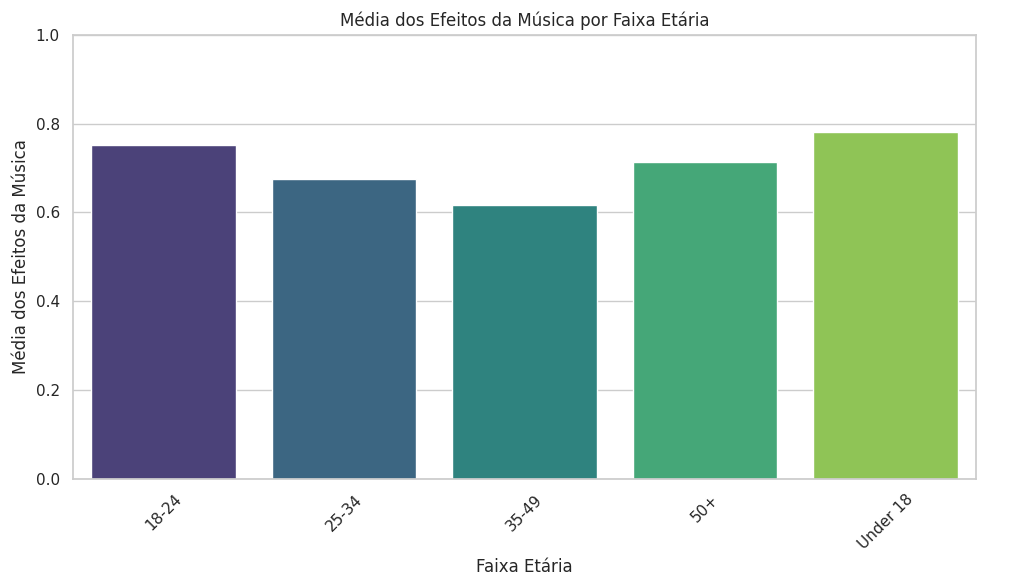 Média dos Efeitos da Música por Faixa Etária
Média dos Efeitos da Música
1.0
0.8
0.6
0.4
0.2
0.0
18-24
25-34
35-49
50+
Under 18
Faixa Etária